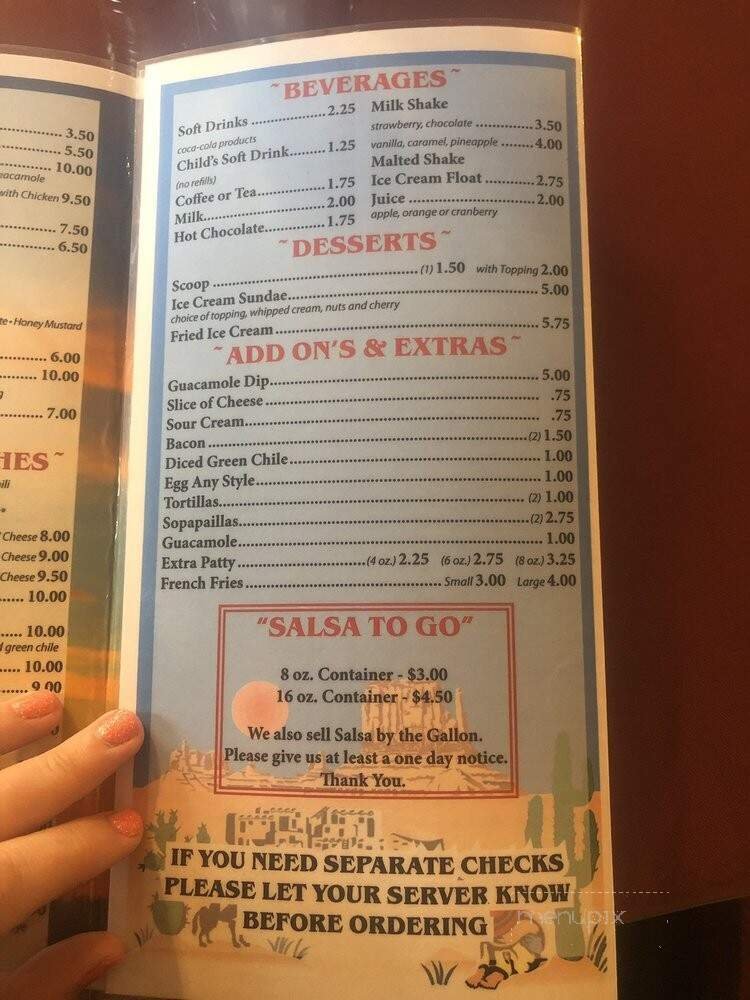 3.50
5.50
10.00
with Chicken 9.50
7.50
6.50
Honey Mustard
6.00
10.00
7.00
Cheese 8.00
Cheese 9.00
Cheese 9.50
10.00
10.00
green chile
10.00
9.00
~BEVERAGES~
Soft Drinks ..................2.25
coca-cola products
Child's Soft Drink.........1.25
(no refills)
Coffee or Tea................1.75
Milk.............................2.00
Hot Chocolate..............1.75
Milk Shake
strawberry, chocolate ..............3.50
vanilla, caramel, pineapple .........4.00
Malted Shake
Ice Cream Float ............2.75
Juice ...........................2.00
apple, orange or cranberry
~DESSERTS~
Scoop .......................................(1) 1.50 with Topping 2.00
Ice Cream Sundae.................................................. 5.00
choice of topping, whipped cream, nuts and cherry
Fried Ice Cream ..................................................... 5.75
~ADD ON'S & EXTRAS~
Guacamole Dip..................................................... 5.00
Slice of Cheese ..................................................... .75
Sour Cream.......................................................... .75
Bacon ..............................................................(2) 1.50
Diced Green Chile................................................. 1.00
Egg Any Style........................................................ 1.00
Tortillas............................................................ (2) 1.00
Sopapaillas.........................................................(2) 2.75
Guacamole............................................................ 1.00
Extra Patty ..........................(4 oz.) 2.25 (6 oz.) 2.75 (8 oz.) 3.25
French Fries ....................................... Small 3.00 Large 4.00
"SALSA TO GO"
8 oz. Container - $3.00
16 oz. Container - $4.50
We also sell Salsa by the Gallon.
Please give us at least a one day notice.
Thank You.
IF YOU NEED SEPARATE CHECKS
PLEASE LET YOUR SERVER KNOW
BEFORE ORDERING
menupix